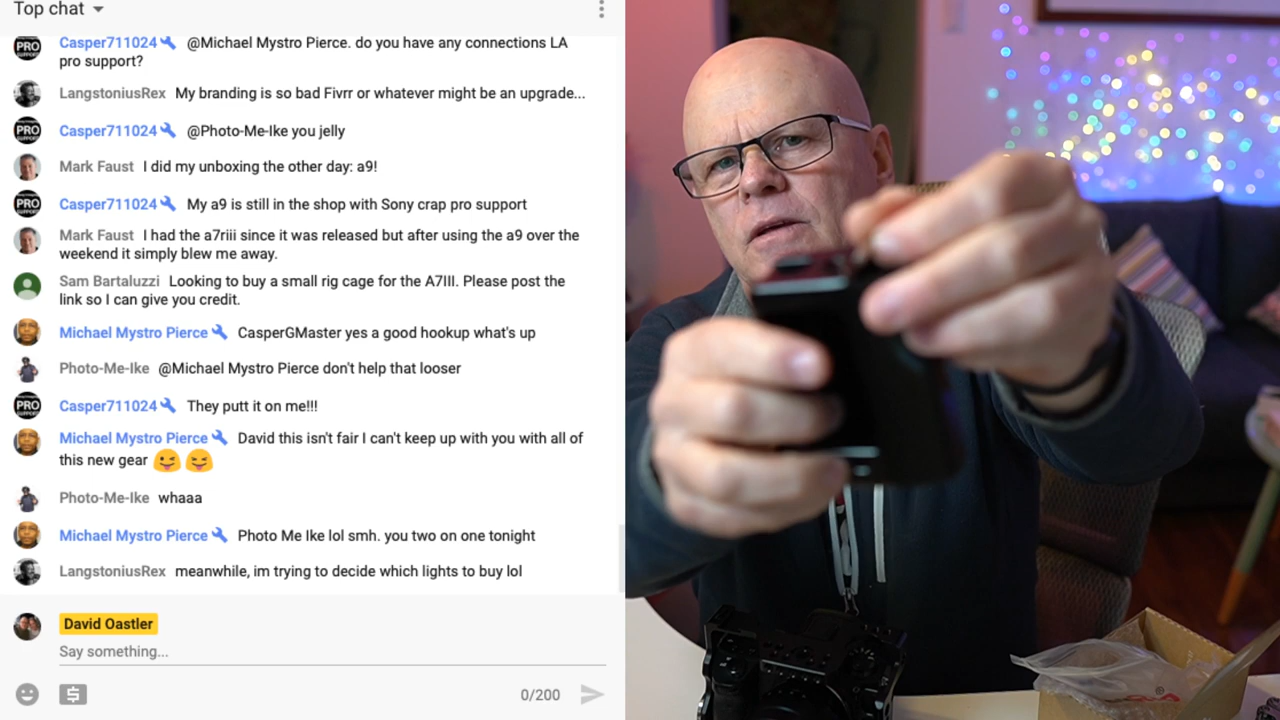 Top chat
Casper711024 @Michael Mystro Pierce. do you have any connections LA
pro support?
LangstoniusRex My branding is so bad Fivrr or whatever might be an upgrade...
Casper711024 @Photo-Me-Ike you jelly
Mark Faust I did my unboxing the other day: a9!
Casper711024 My a9 is still in the shop with Sony crap pro support
Mark Faust I had the a7riii since it was released but after using the a9 over the
weekend it simply blew me away.
Sam Bartaluzzi Looking to buy a small rig cage for the A7III. Please post the
link so I can give you credit.
Michael Mystro Pierce CasperGMaster yes a good hookup what's up
Photo-Me-Ike @Michael Mystro Pierce don't help that looser
Casper711024 They putt it on me!!!
Michael Mystro Pierce David this isn't fair I can't keep up with you with all of
this new gear 😜 😝
Photo-Me-Ike whaaa
Michael Mystro Pierce Photo Me Ike lol smh. you two on one tonight
LangstoniusRex meanwhile, im trying to decide which lights to buy lol
David Oastler
Say something...
0/200
PRO
PRO
PRO
PRO